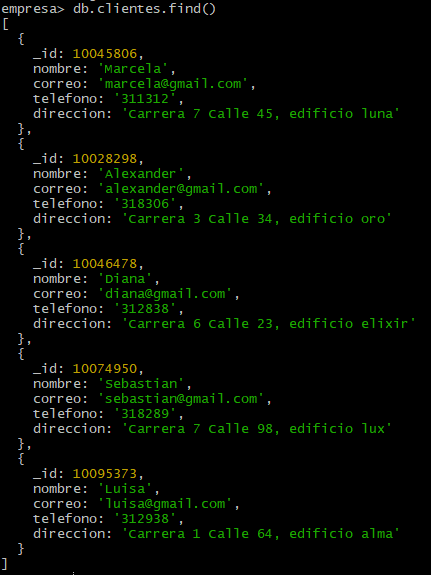 empresa> db.clientes.find()
[
  {
    _id: 10045806,
    nombre: 'Marcela',
    correo: 'marcela@gmail.com',
    telefono: '311312',
    direccion: 'Carrera 7 Calle 45, edificio luna'
  },
  {
    _id: 10028298,
    nombre: 'Alexander',
    correo: 'alexander@gmail.com',
    telefono: '318306',
    direccion: 'Carrera 3 Calle 34, edificio oro'
  },
  {
    _id: 10046478,
    nombre: 'Diana',
    correo: 'diana@gmail.com',
    telefono: '312838',
    direccion: 'Carrera 6 Calle 23, edificio elixir'
  },
  {
    _id: 10074950,
    nombre: 'Sebastian',
    correo: 'sebastian@gmail.com',
    telefono: '318289',
    direccion: 'Carrera 7 Calle 98, edificio lux'
  },
  {
    _id: 10095373,
    nombre: 'Luisa',
    correo: 'luisa@gmail.com',
    telefono: '312938',
    direccion: 'Carrera 1 Calle 64, edificio alma'
  }
]